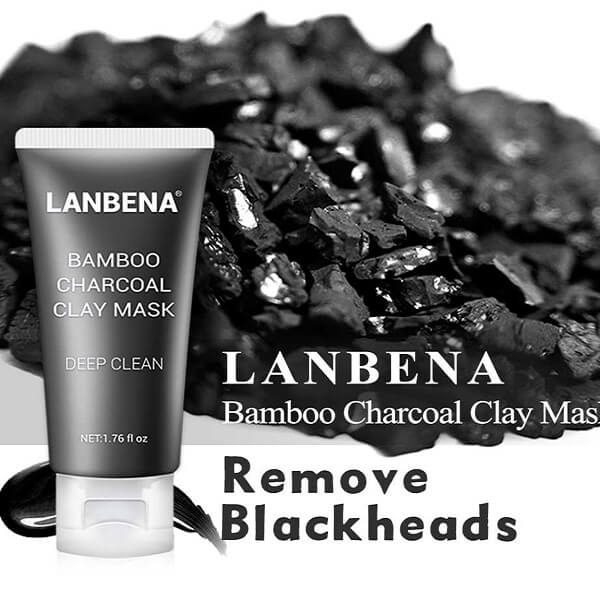 LANBENA®
BAMBOO
CHARCOAL
CLAY MASK
DEEP CLEAN
NET:1.76 fl oz
LANBENA
Bamboo Charcoal Clay Mas
Remove
Blackheads